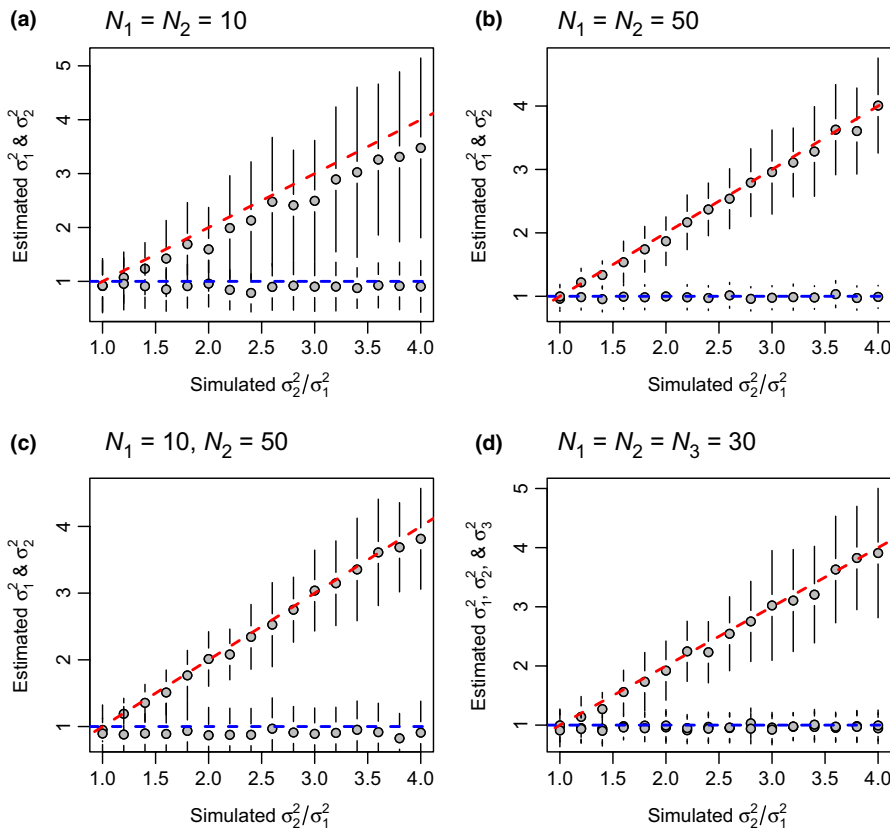 (a) N₁ = N₂ = 10
Estimated σ₁² & σ₂²
5
4
3
2
1
1.0 1.5 2.0 2.5 3.0 3.5 4.0
Simulated σ₂²/σ₁²
(b) N₁ = N₂ = 50
Estimated σ₁² & σ₂²
4
3
2
1
1.0 1.5 2.0 2.5 3.0 3.5 4.0
Simulated σ₂²/σ₁²
(c) N₁ = 10, N₂ = 50
Estimated σ₁² & σ₂²
4
3
2
1
1.0 1.5 2.0 2.5 3.0 3.5 4.0
Simulated σ₂²/σ₁²
(d) N₁ = N₂ = N₃ = 30
Estimated σ₁², σ₂², & σ₃²
5
4
3
2
1
1.0 1.5 2.0 2.5 3.0 3.5 4.0
Simulated σ₂²/σ₁²